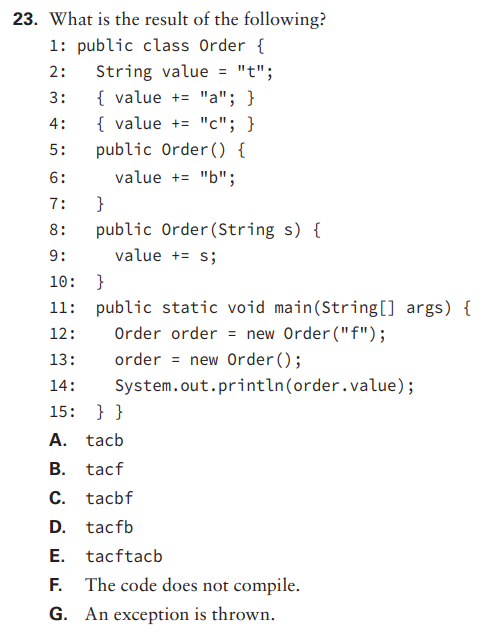 23. What is the result of the following?
1: public class Order {
2: String value = "t";
3: { value += "a"; }
4: { value += "c"; }
5: public Order() {
6: value += "b";
7: }
8: public Order(String s) {
9: value += s;
10: }
11: public static void main(String[] args) {
12: Order order = new Order("f");
13: order = new Order();
14: System.out.println(order.value);
15: } }
A. tacb
B. tacf
C. tacbf
D. tacfb
E. tacftacb
F. The code does not compile.
G. An exception is thrown.